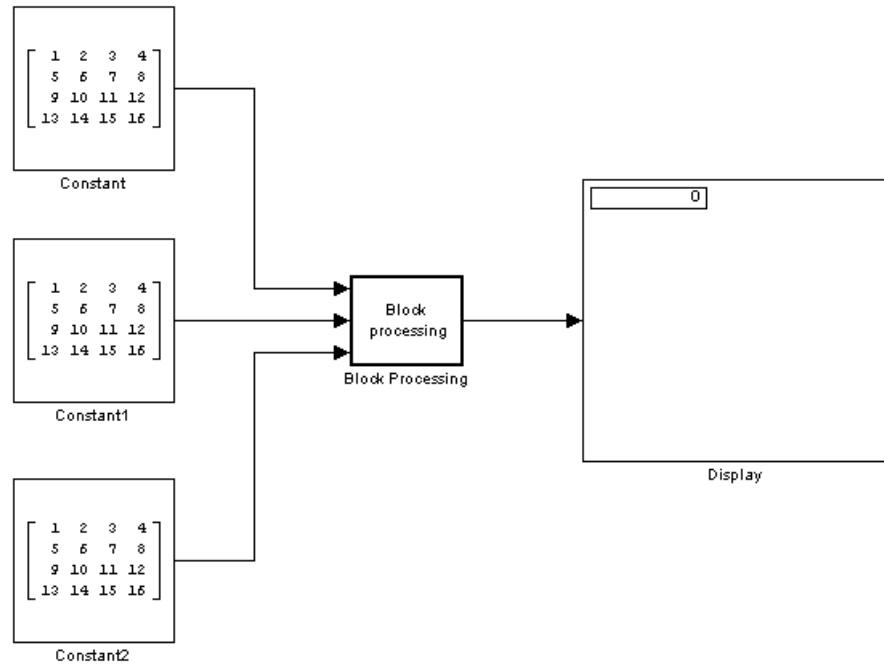 1 2 3 4
5 6 7 8
9 10 11 12
13 14 15 16
Constant
1 2 3 4
5 6 7 8
9 10 11 12
13 14 15 16
Constant1
1 2 3 4
5 6 7 8
9 10 11 12
13 14 15 16
Constant2
Block
processing
Block Processing
0
Display